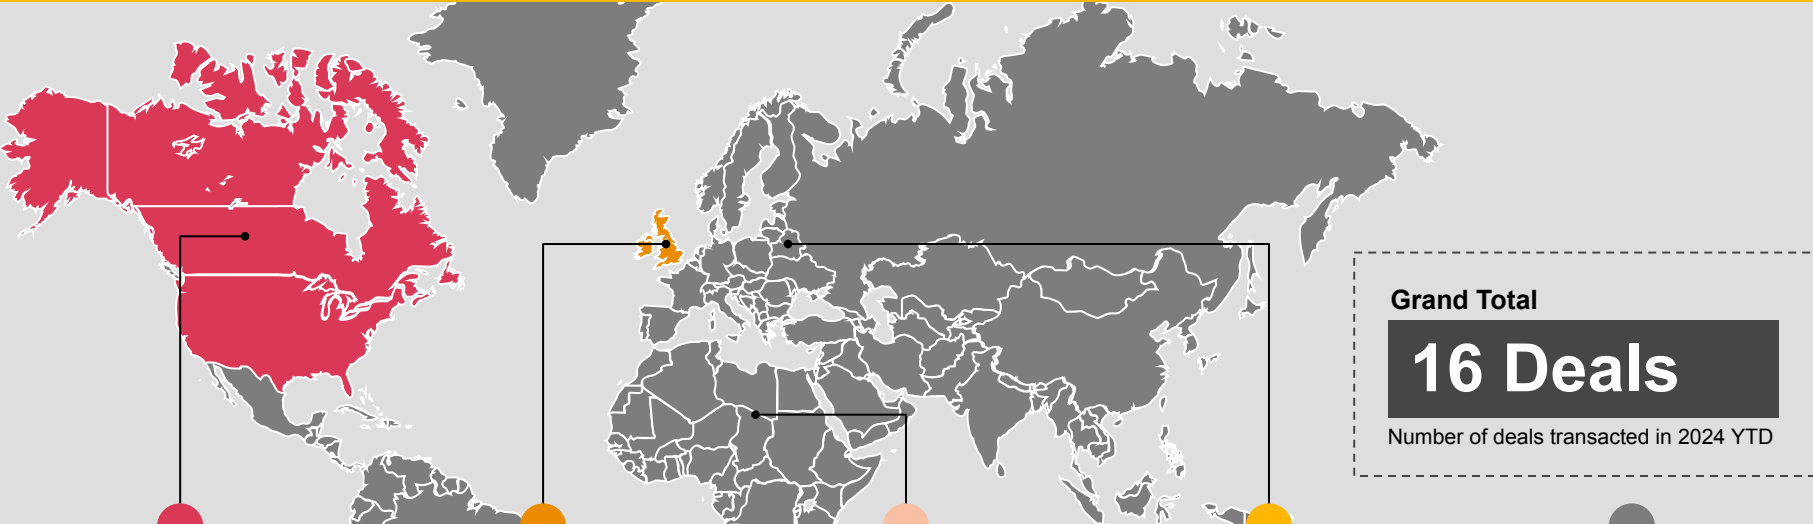 Grand Total
16 Deals
Number of deals transacted in 2024 YTD